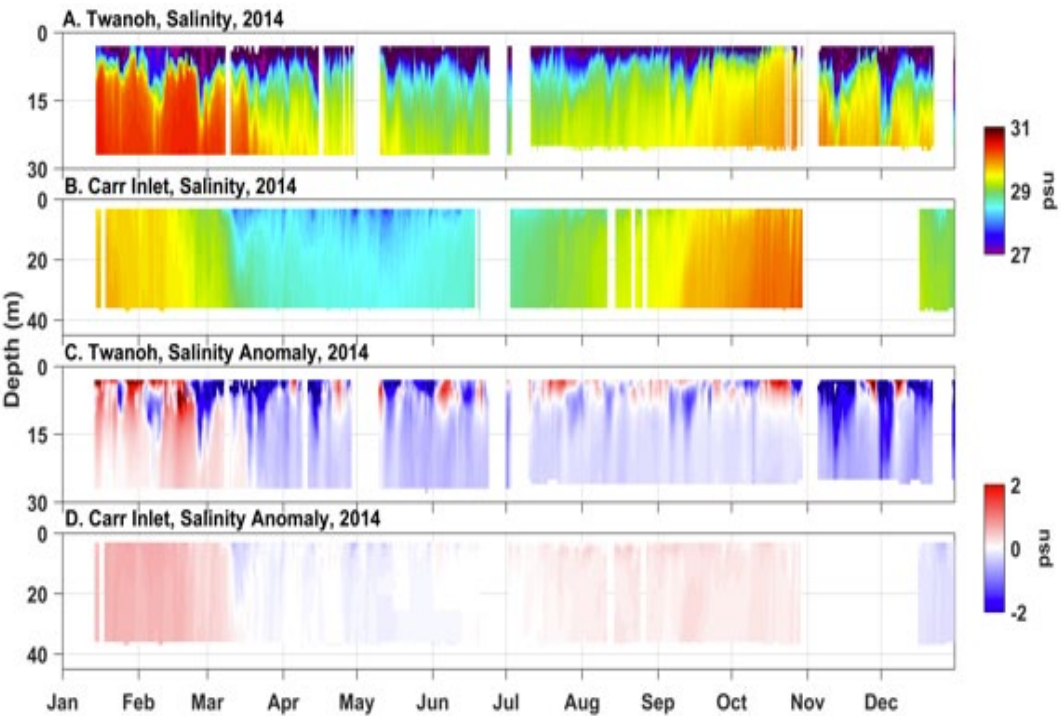 A. Twanoh, Salinity, 2014
0
15
30
B. Carr Inlet, Salinity, 2014
0
20
40
31
29
27
psu
Depth (m)
C. Twanoh, Salinity Anomaly, 2014
0
15
30
D. Carr Inlet, Salinity Anomaly, 2014
0
20
40
2
0
-2
psu
Jan Feb Mar Apr May Jun Jul Aug Sep Oct Nov Dec